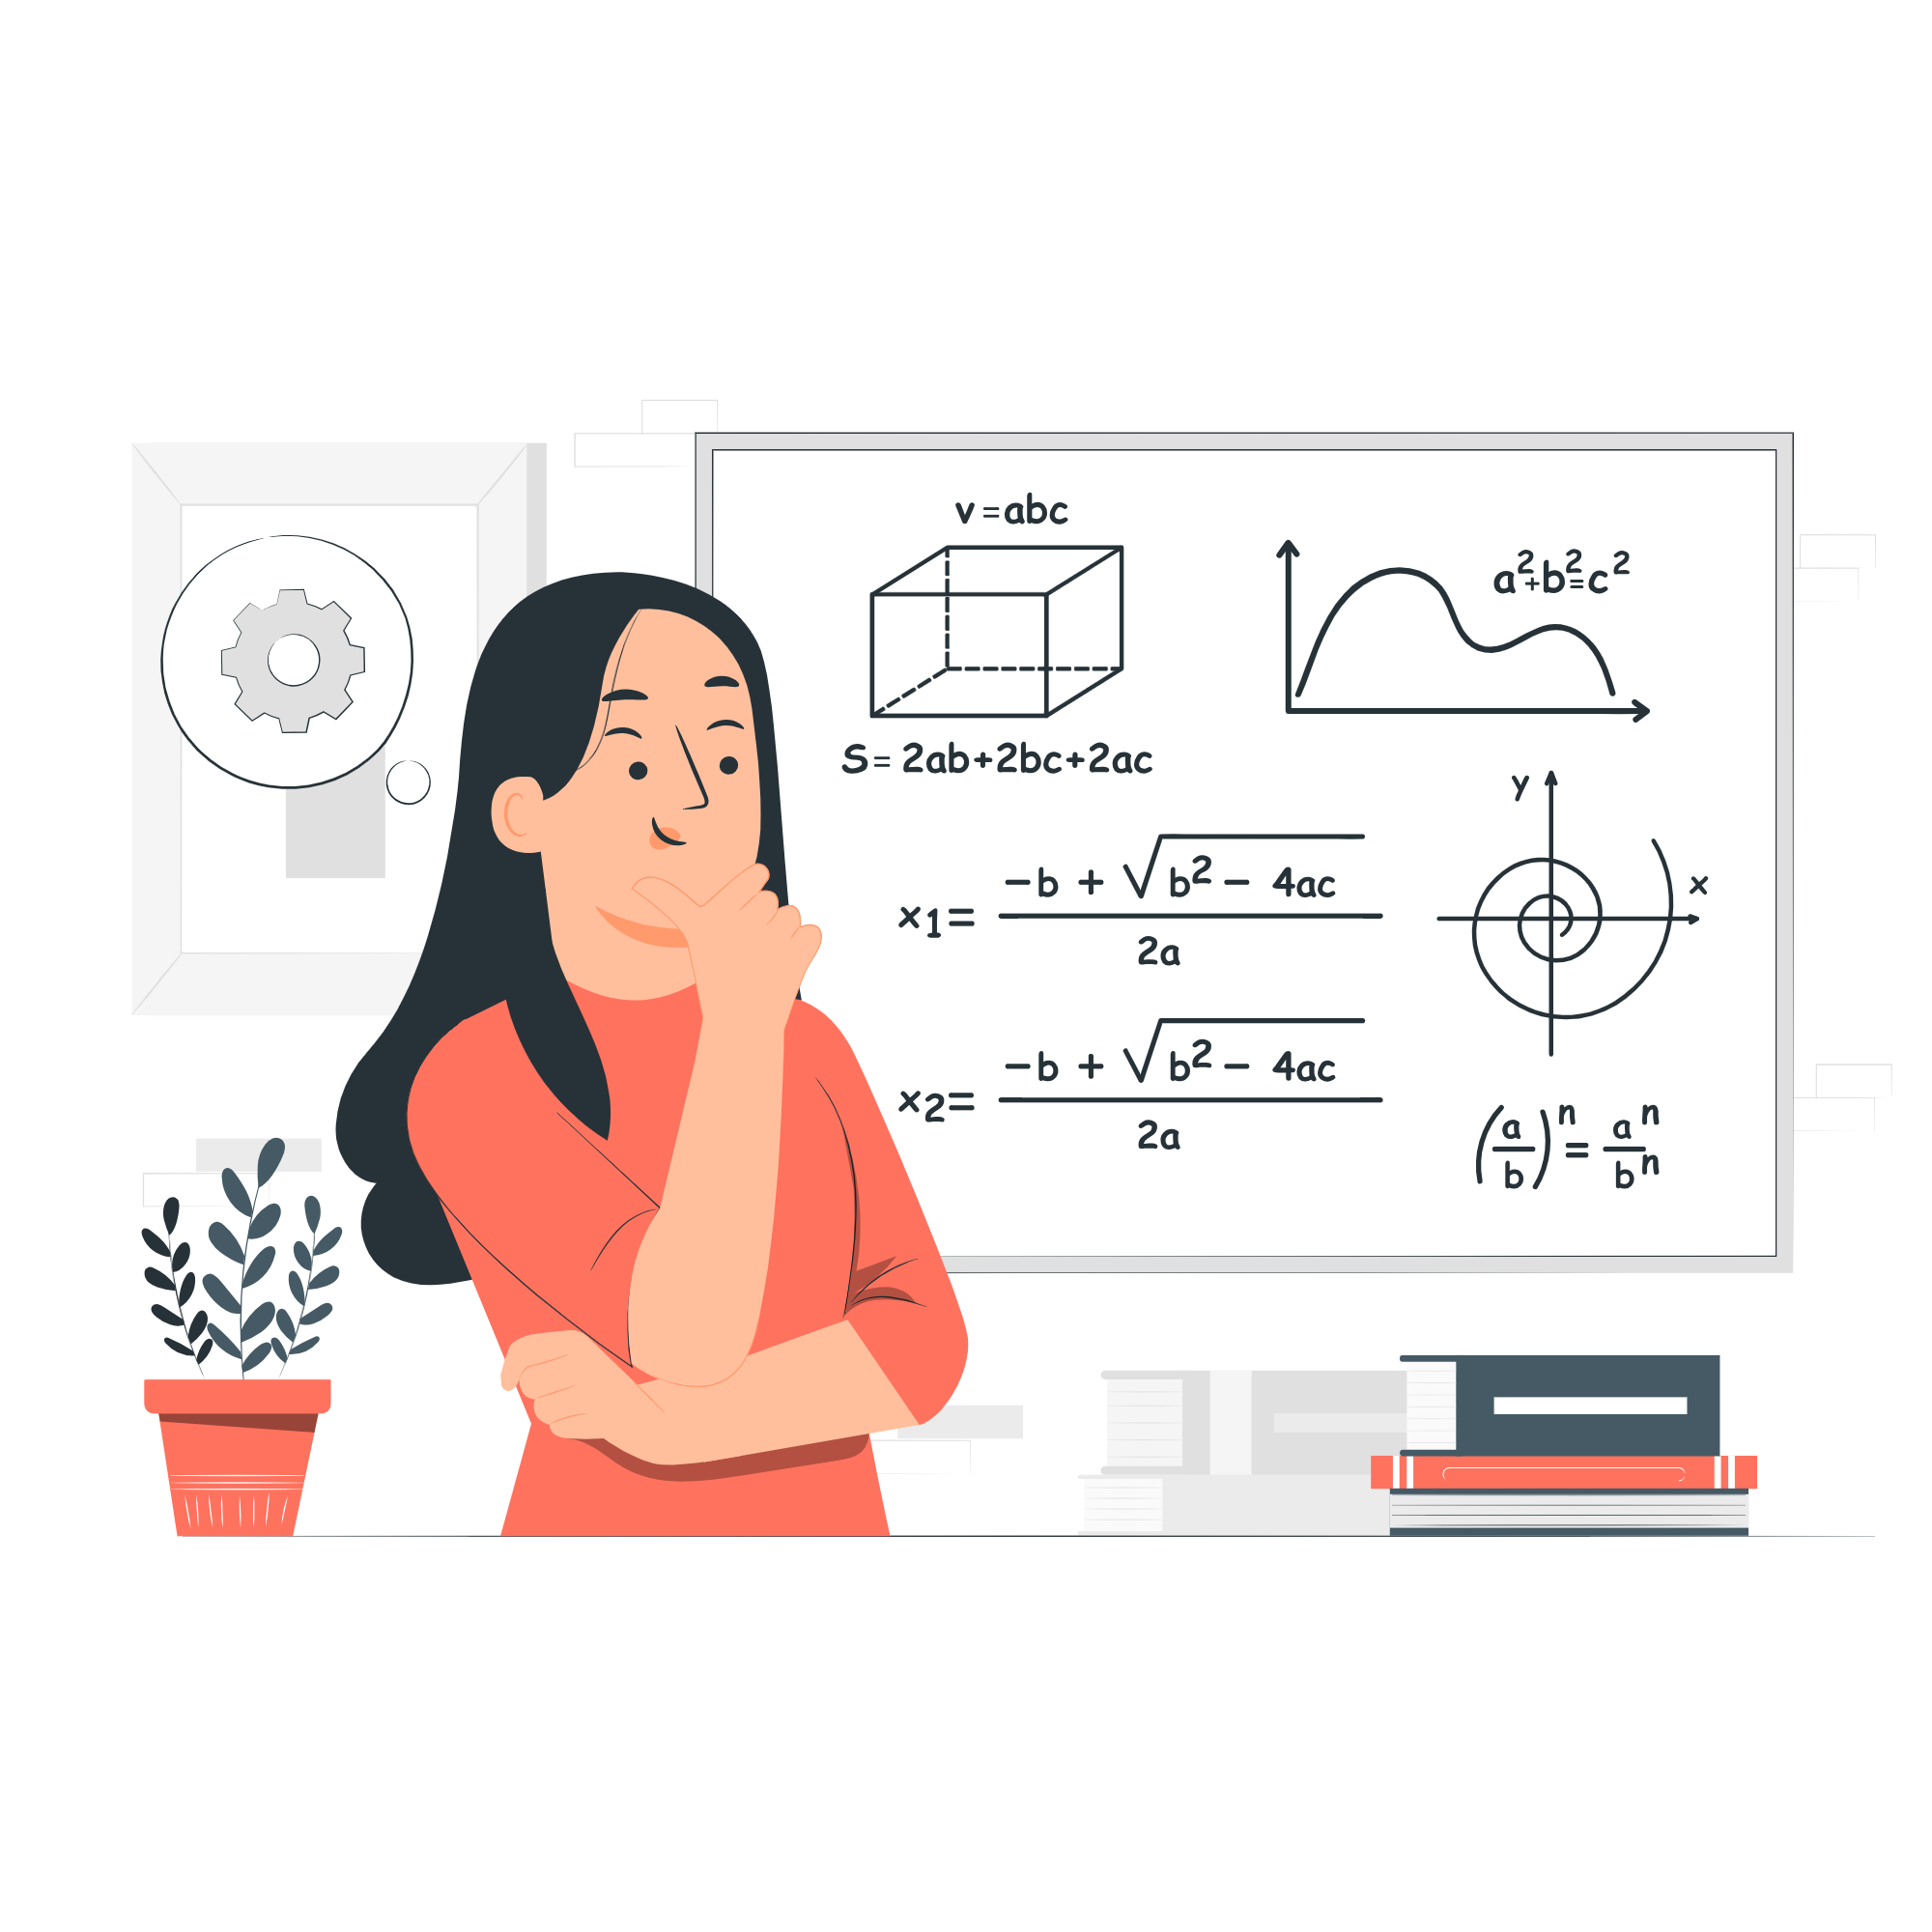 v = abc
a² + b² = c²
S = 2ab + 2bc + 2ac
y
x
x₁ = (-b + √(b² - 4ac)) / 2a
x₂ = (-b + √(b² - 4ac)) / 2a
(a/b)ⁿ = aⁿ/bⁿ